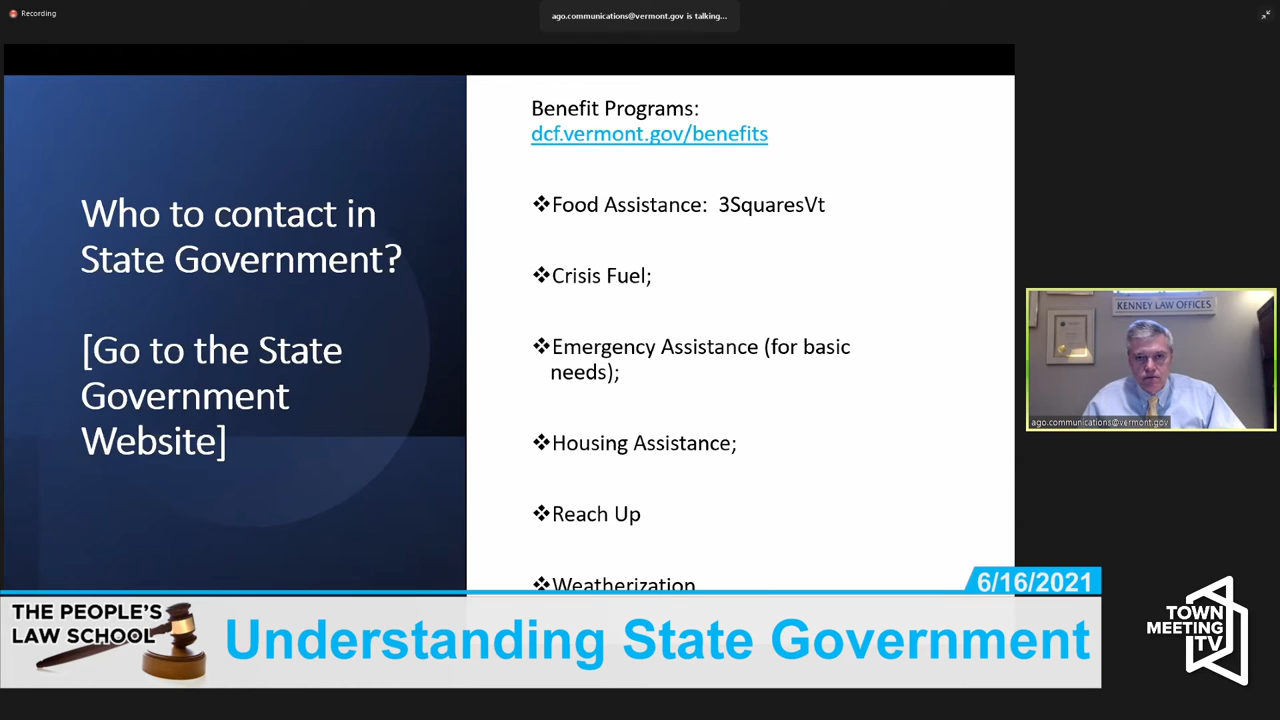 Recording
ago.communications@vermont.gov is talking...
Who to contact in
State Government?
[Go to the State
Government
Website]
Benefit Programs:
dcf.vermont.gov/benefits
❖Food Assistance:  3SquaresVt
❖Crisis Fuel;
❖Emergency Assistance (for basic
needs);
❖Housing Assistance;
❖Reach Up
❖Weatherization
KENNEY LAW OFFICES
ago.communications@vermont.gov
6/16/2021
THE PEOPLE'S
LAW SCHOOL
Understanding State Government
TOWN
MEETING
TV